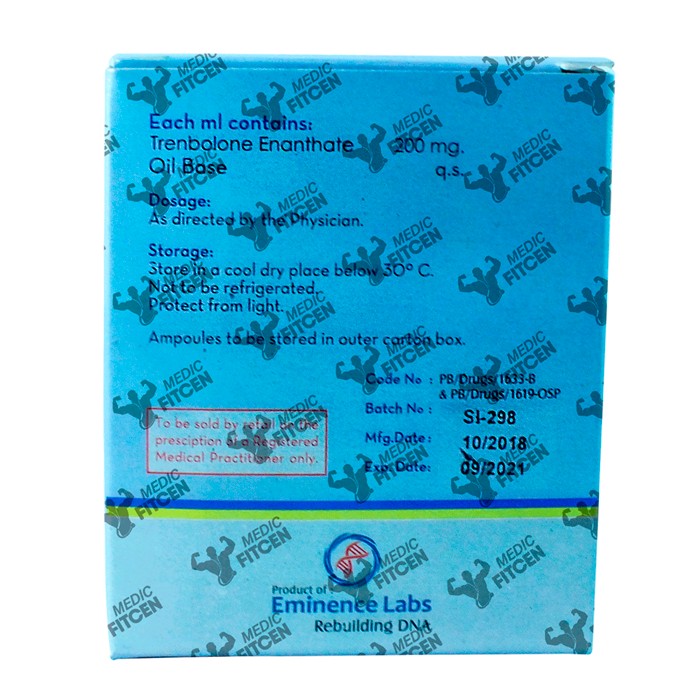 Each ml contains:
Trenbolone Enanthate 200 mg.
Oil Base q.s.
Dosage:
As directed by the Physician.
Storage:
Store in a cool dry place below 30° C.
Not to be refrigerated.
Protect from light.
Ampoules to be stored in outer carton box.
Code No : PB/Drugs/1633-B
& PB/Drugs/1619-OSP
Batch No : SI-298
Mfg.Date: 10/2018
Exp.Date: 09/2021
To be sold by retail on the
presciption of a Registered
Medical Practitioner only.
Product of :
Eminence Labs
Rebuilding DNA
MEDIC
FITCEN